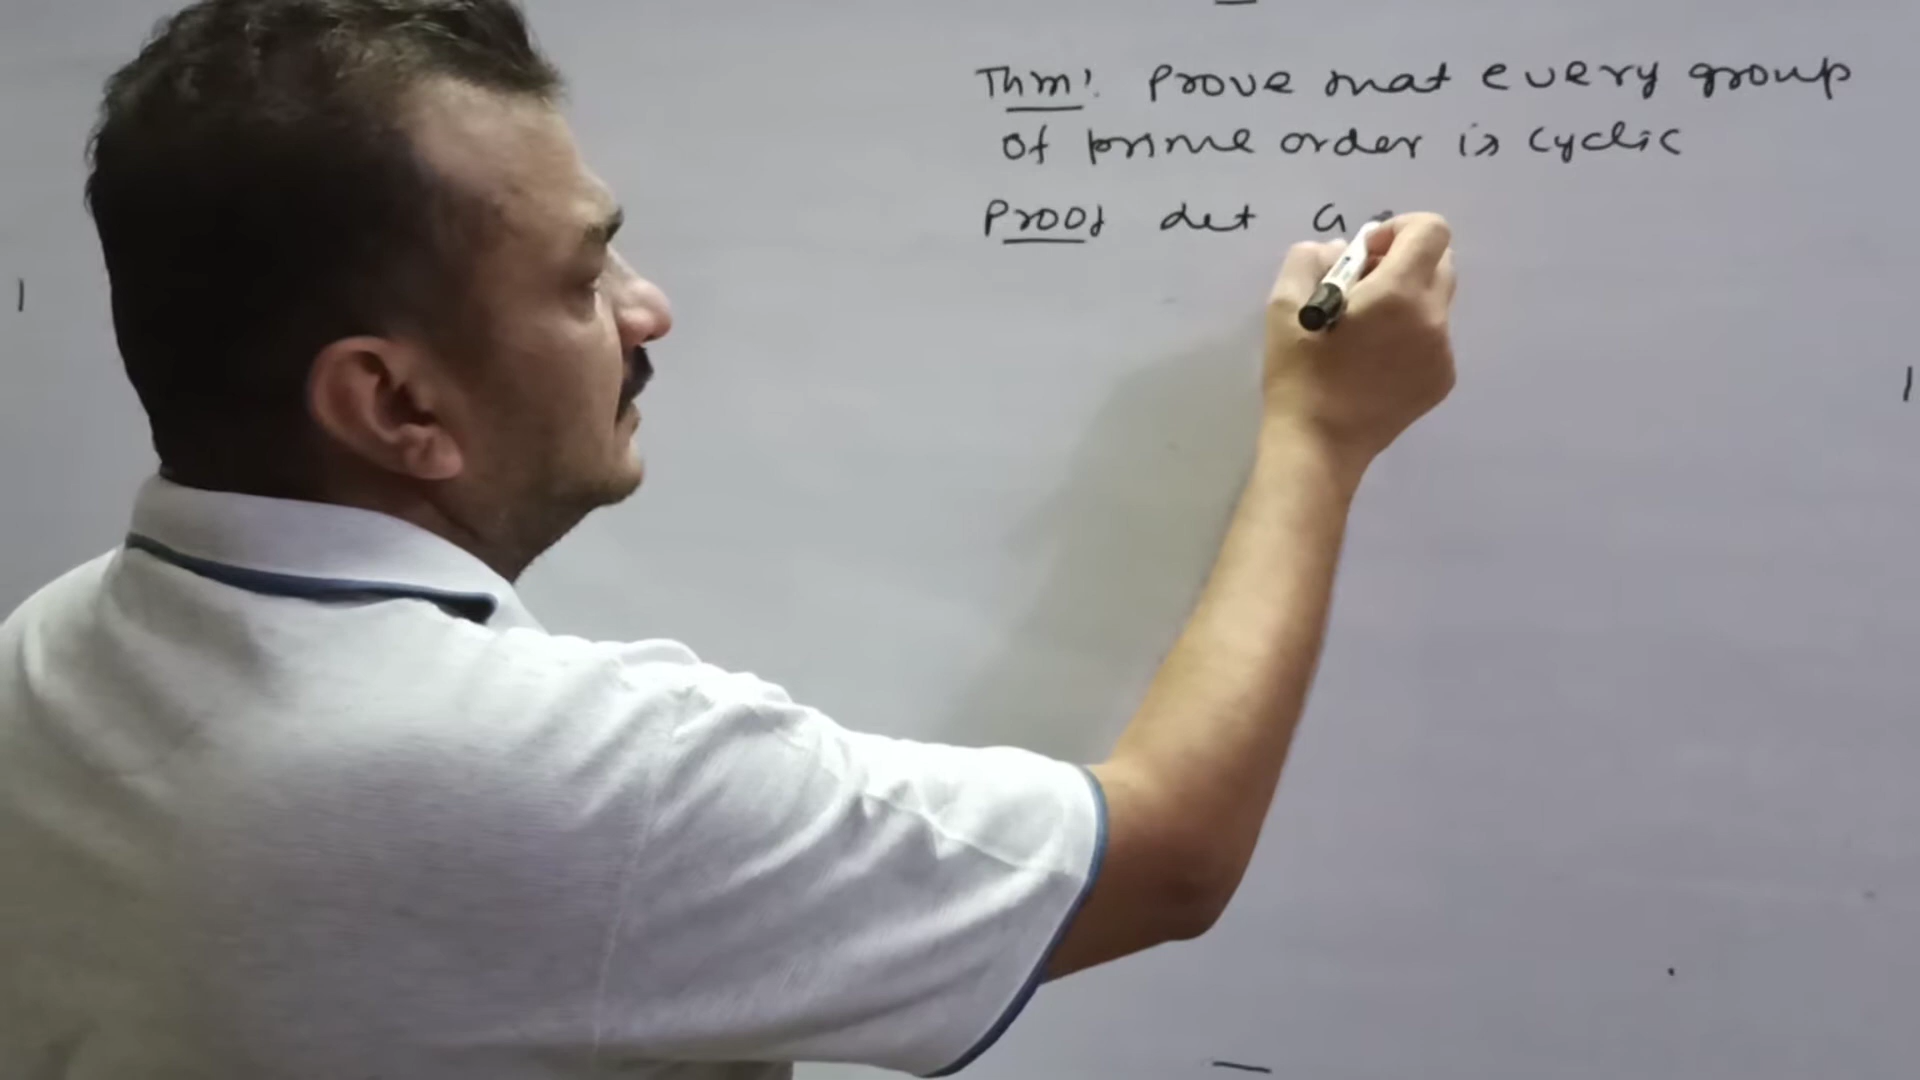 Thm: Prove that every group
of prime order is cyclic
Proof Let G